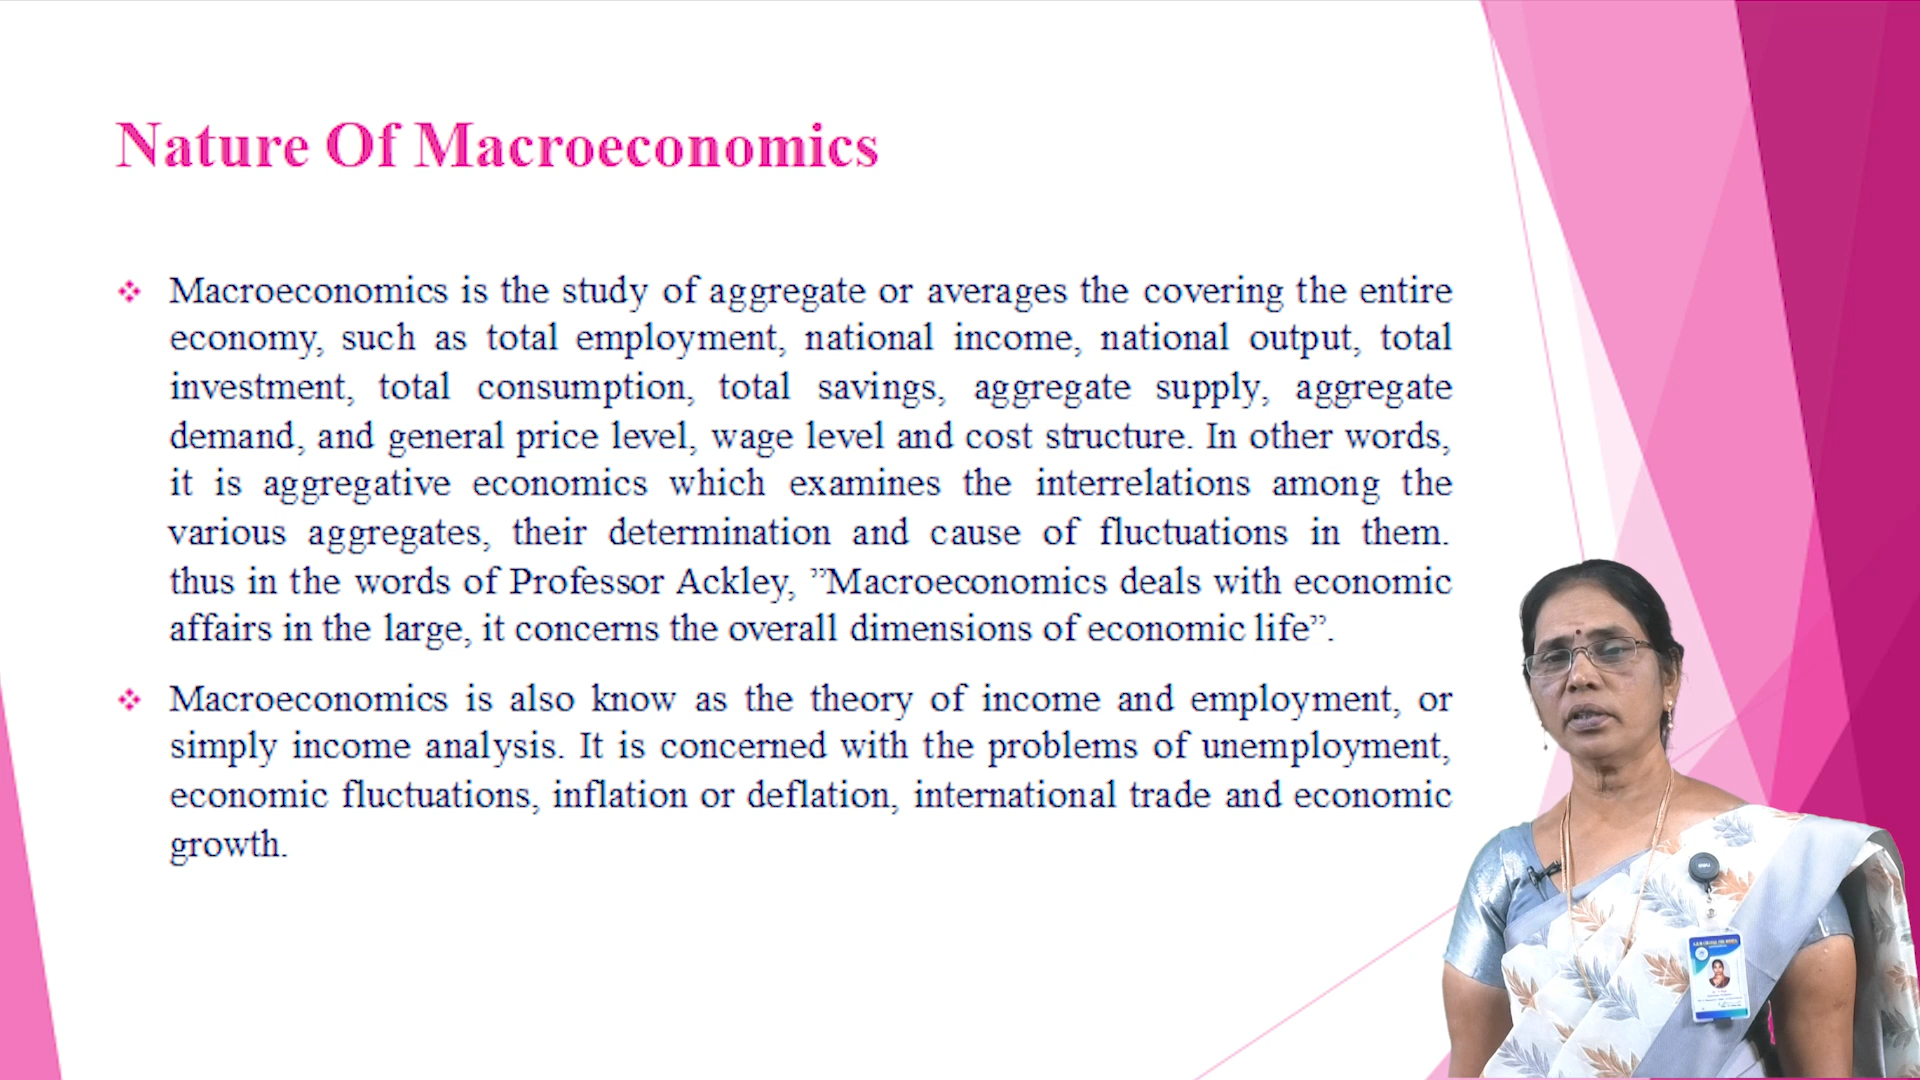 Nature Of Macroeconomics
Macroeconomics is the study of aggregate or averages the covering the entire
economy, such as total employment, national income, national output, total
investment, total consumption, total savings, aggregate supply, aggregate
demand, and general price level, wage level and cost structure. In other words,
it is aggregative economics which examines the interrelations among the
various aggregates, their determination and cause of fluctuations in them.
thus in the words of Professor Ackley, ”Macroeconomics deals with economic
affairs in the large, it concerns the overall dimensions of economic life”.
Macroeconomics is also know as the theory of income and employment, or
simply income analysis. It is concerned with the problems of unemployment,
economic fluctuations, inflation or deflation, international trade and economic
growth.